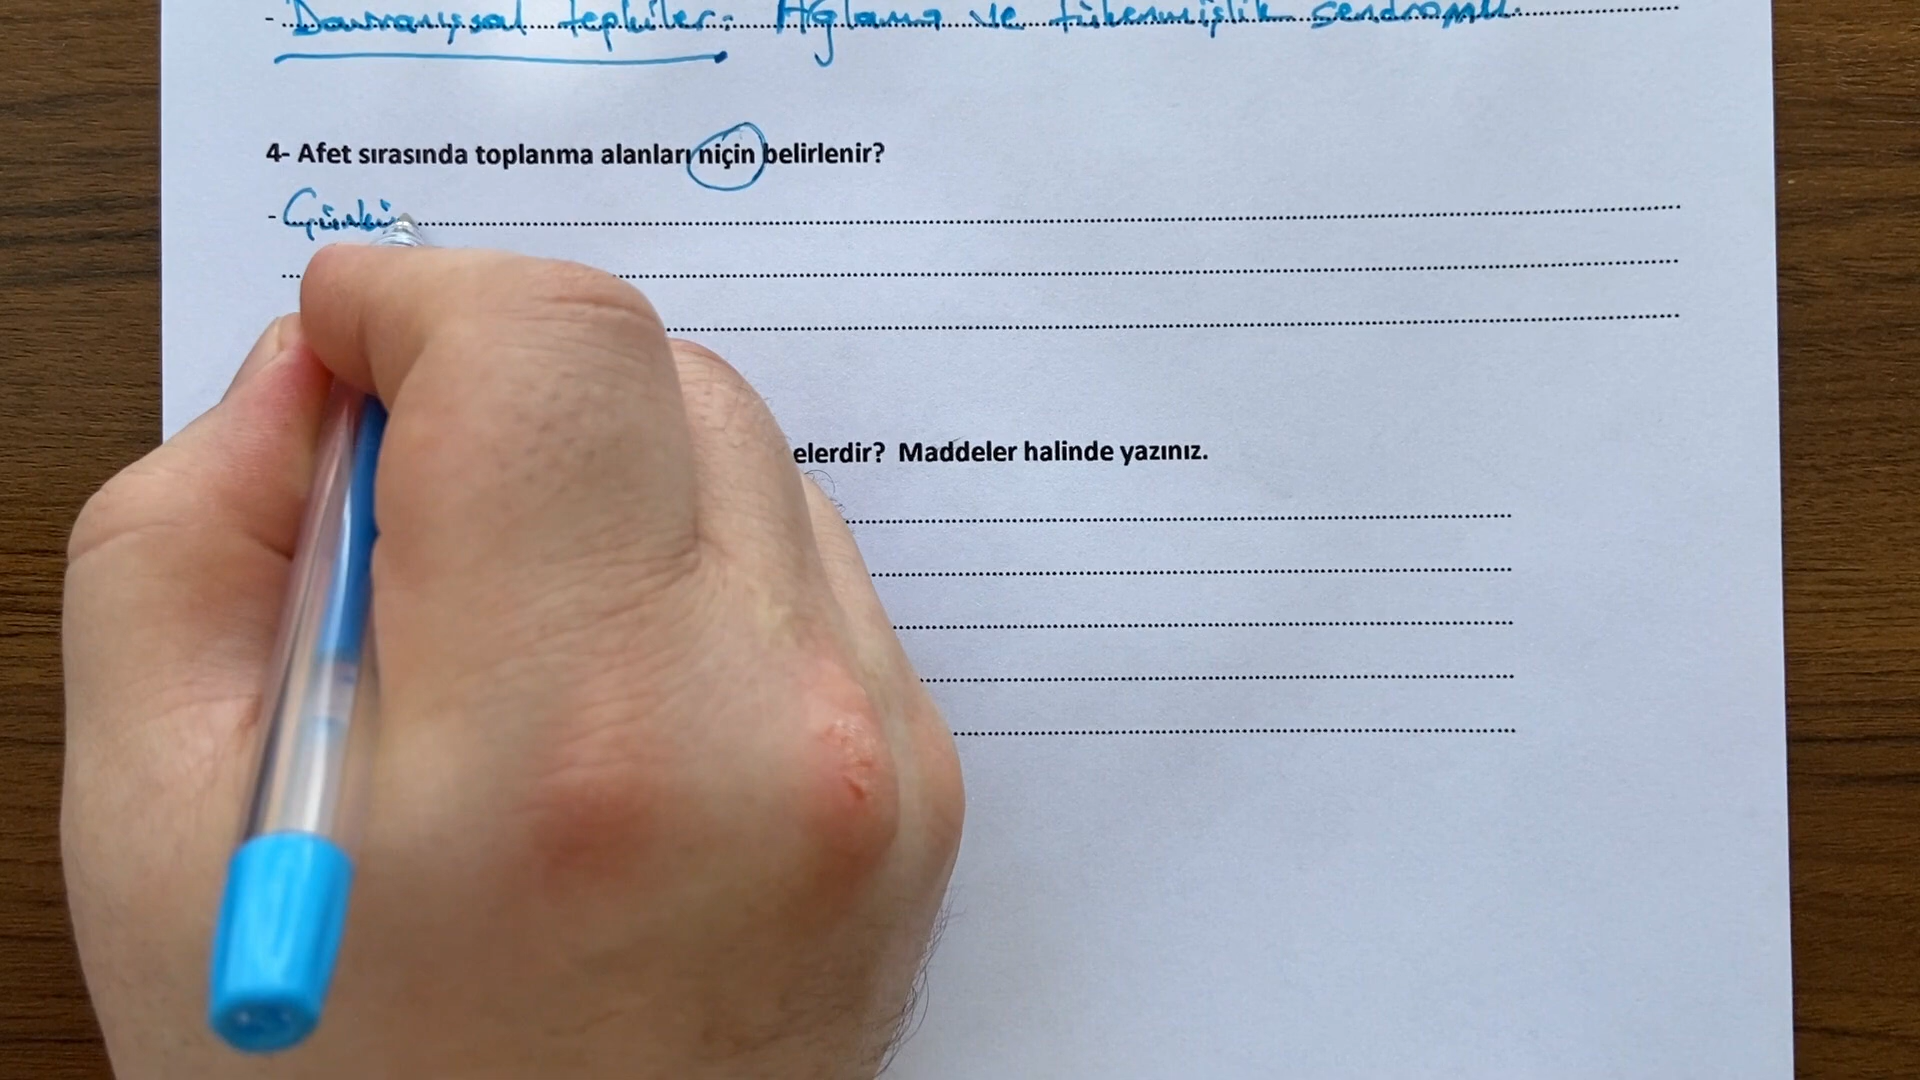 - Davranışsal tepkiler: Ağlama ve tükenmişlik sendromu.
4- Afet sırasında toplanma alanları niçin belirlenir?
- Çünkü
elerdir? Maddeler halinde yazınız.